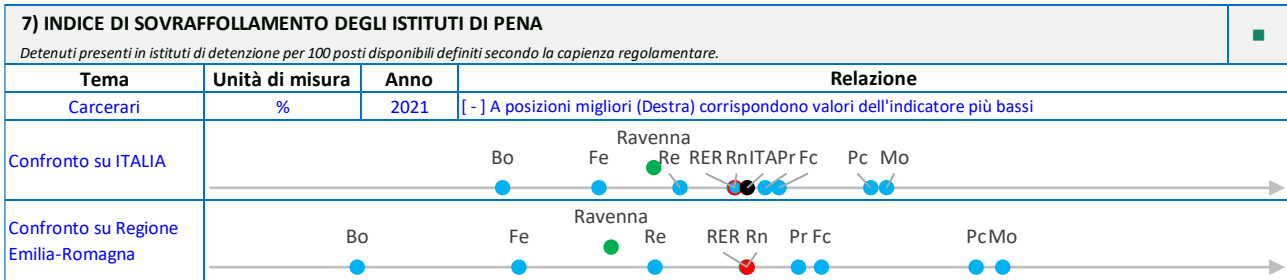 7) INDICE DI SOVRAFFOLLAMENTO DEGLI ISTITUTI DI PENA
Detenuti presenti in istituti di detenzione per 100 posti disponibili definiti secondo la capienza regolamentare.
Tema Unità di misura Anno Relazione
Carcerari % 2021 [ - ] A posizioni migliori (Destra) corrispondono valori dell'indicatore più bassi
Confronto su ITALIA
Ravenna
Bo Fe Re RER Rn ITA Pr Fc Pc Mo
Confronto su Regione
Emilia-Romagna
Ravenna
Bo Fe Re RER Rn Pr Fc Pc Mo